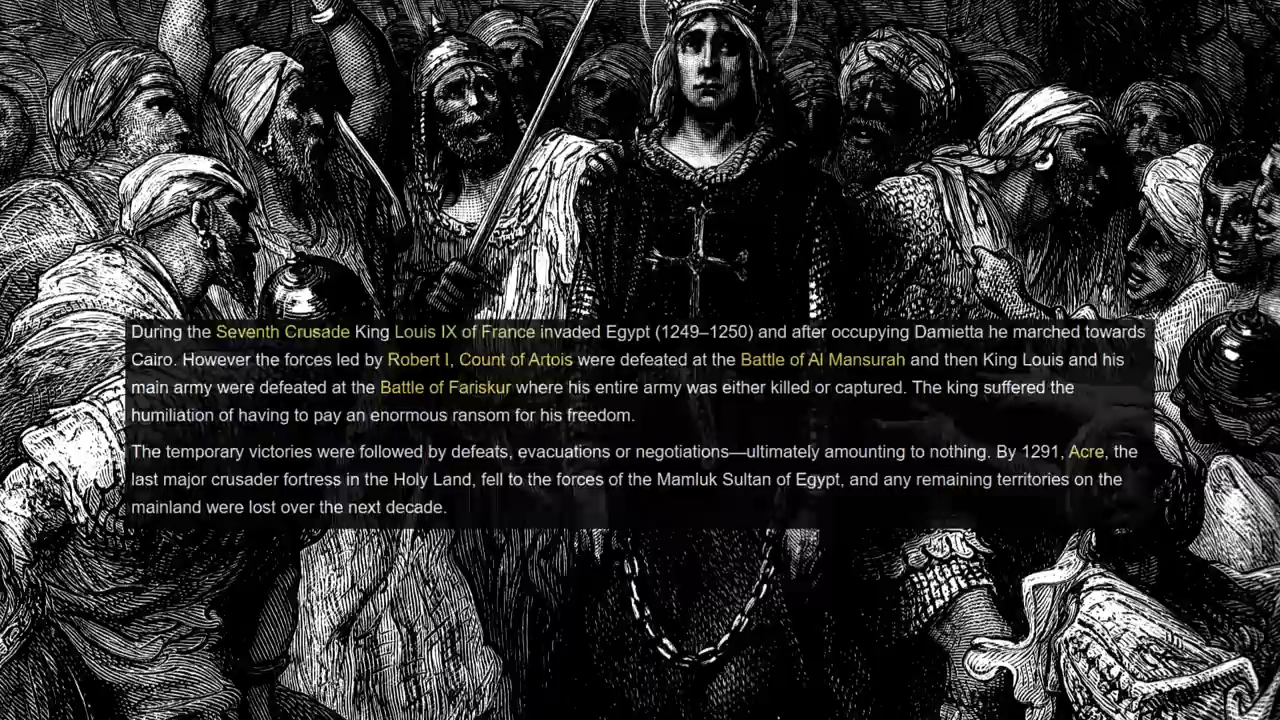 During the Seventh Crusade King Louis IX of France invaded Egypt (1249–1250) and after occupying Damietta he marched towards
Cairo. However the forces led by Robert I, Count of Artois were defeated at the Battle of Al Mansurah and then King Louis and his
main army were defeated at the Battle of Fariskur where his entire army was either killed or captured. The king suffered the
humiliation of having to pay an enormous ransom for his freedom.
The temporary victories were followed by defeats, evacuations or negotiations—ultimately amounting to nothing. By 1291, Acre, the
last major crusader fortress in the Holy Land, fell to the forces of the Mamluk Sultan of Egypt, and any remaining territories on the
mainland were lost over the next decade.